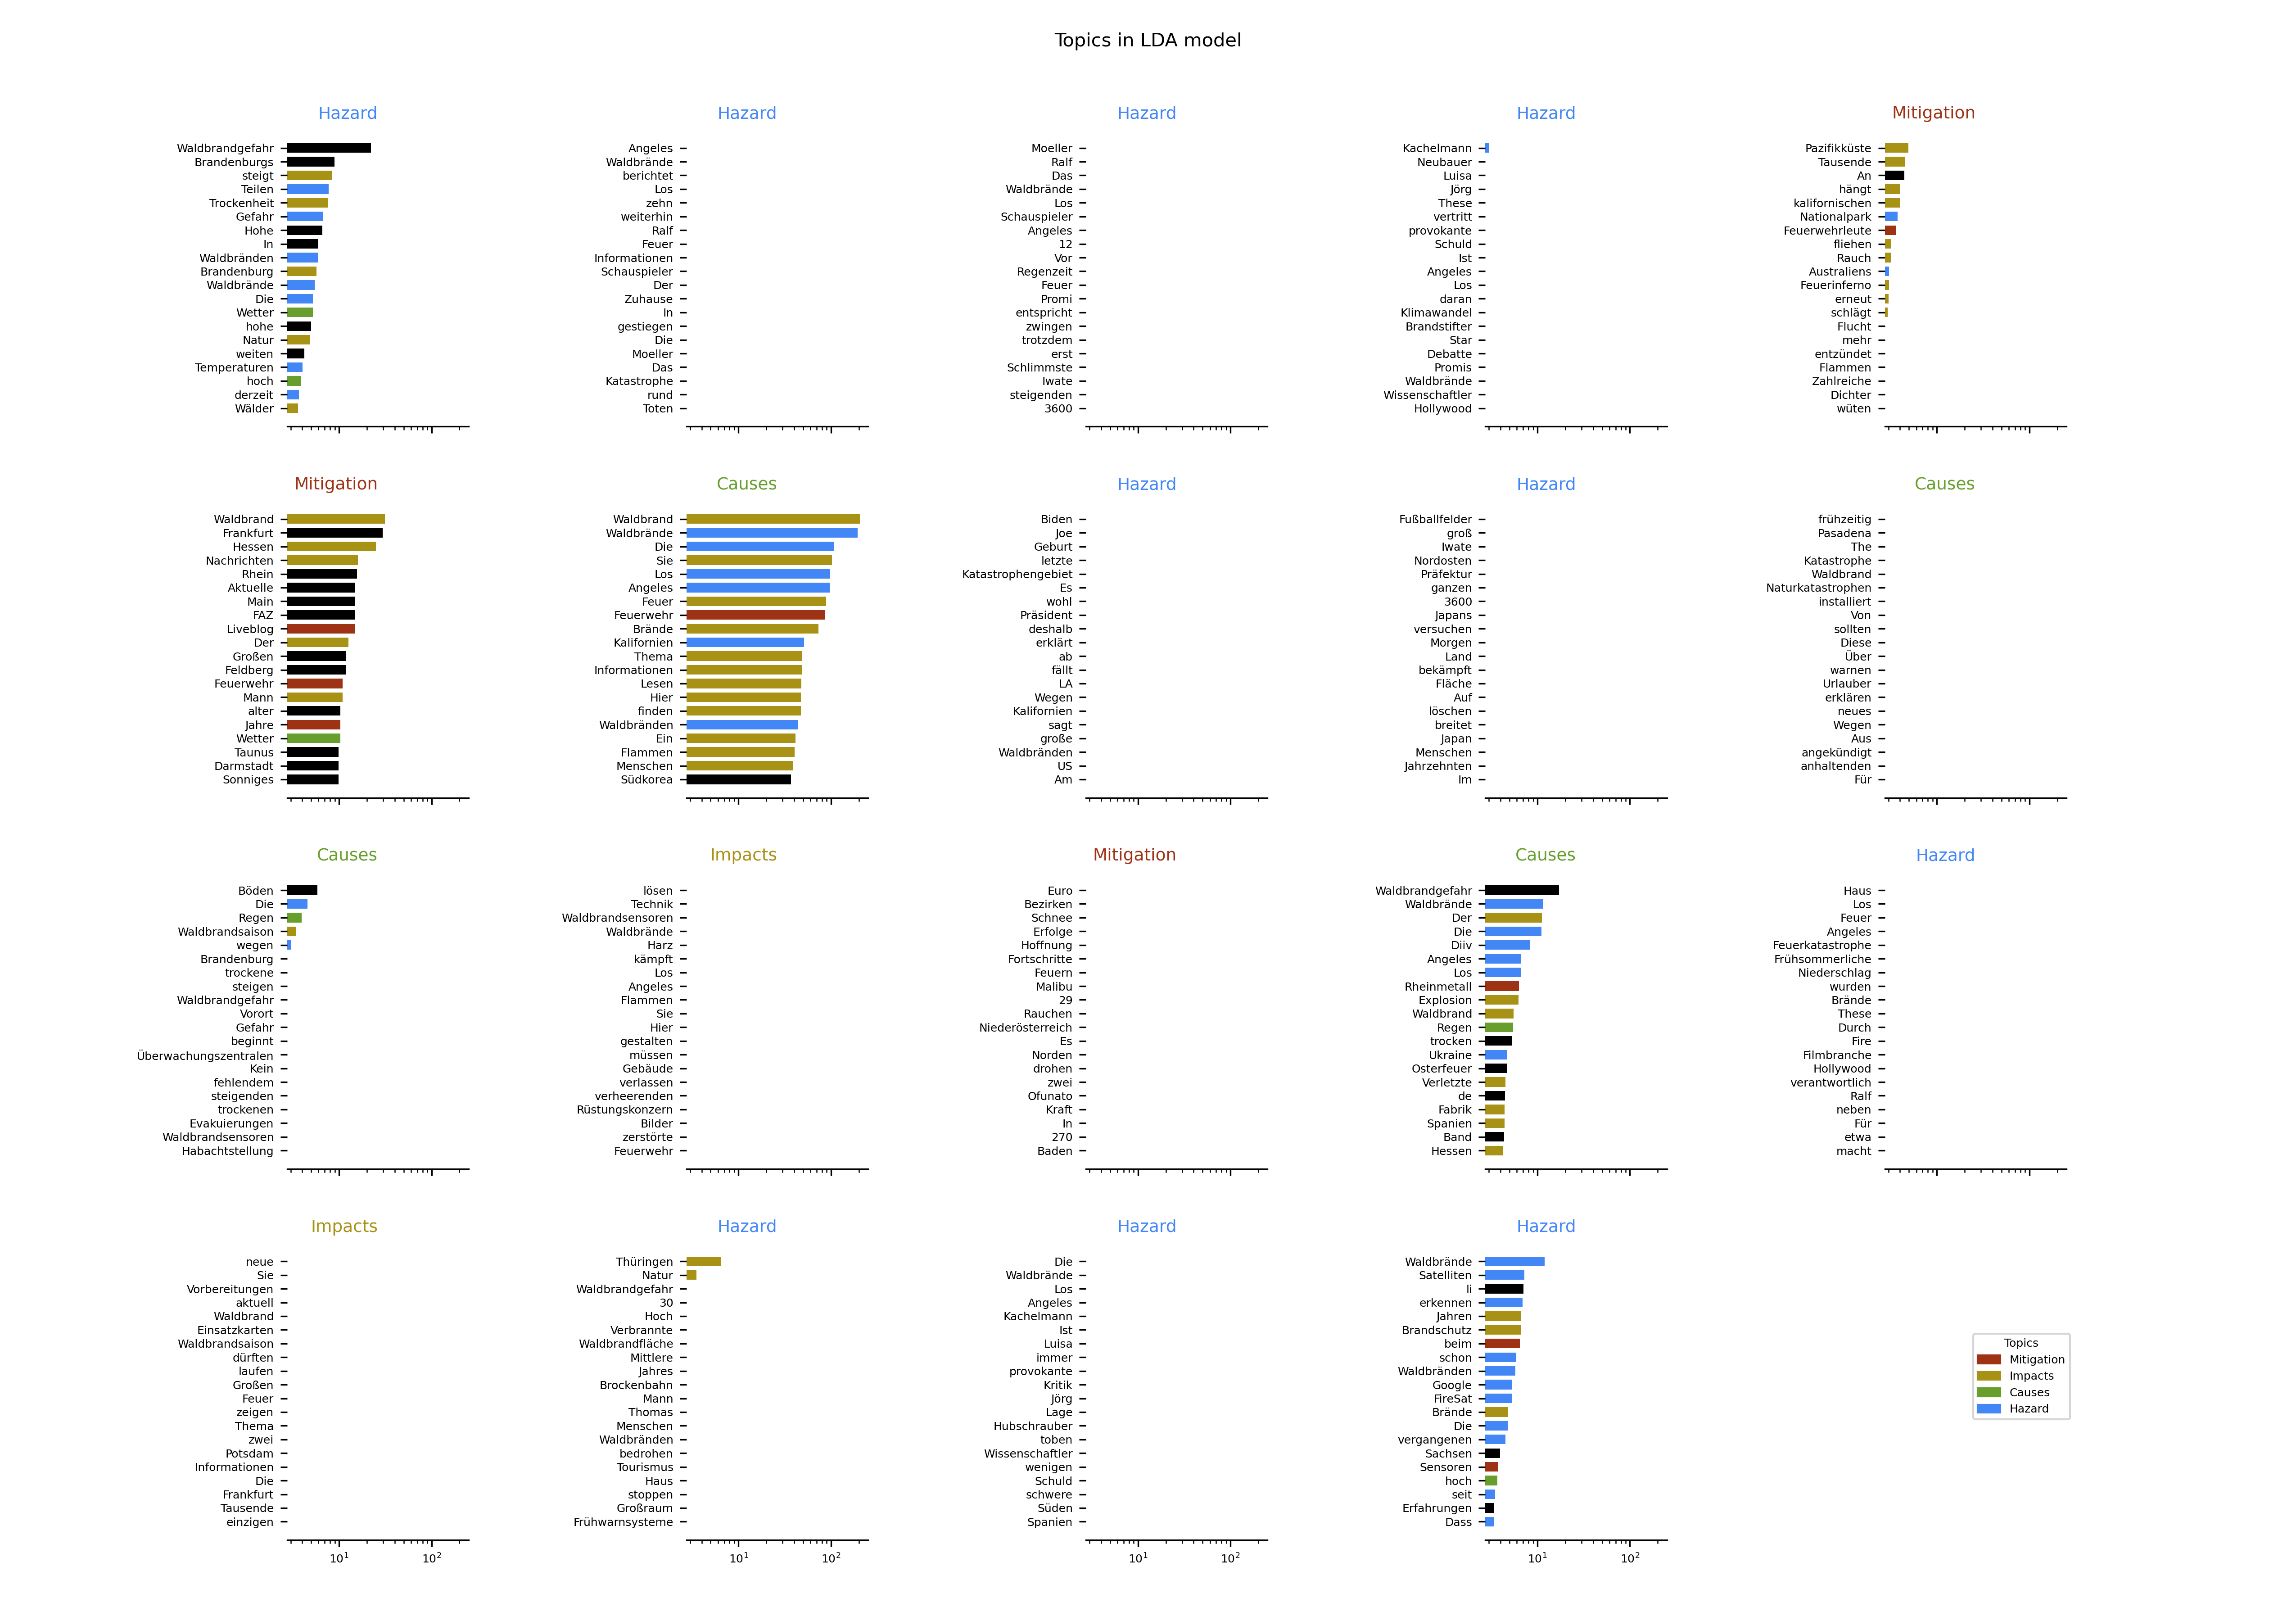 Topics in LDA model
Hazard
Waldbrandgefahr
Brandenburgs
steigt
Teilen
Trockenheit
Gefahr
Hohe
In
Waldbränden
Brandenburg
Waldbrände
Die
Wetter
hohe
Natur
weiten
Temperaturen
hoch
derzeit
Wälder
Hazard
Angeles
Waldbrände
berichtet
Los
zehn
weiterhin
Ralf
Feuer
Informationen
Schauspieler
Der
Zuhause
In
gestiegen
Die
Moeller
Das
Katastrophe
rund
Toten
Hazard
Moeller
Ralf
Das
Waldbrände
Los
Schauspieler
Angeles
12
Vor
Regenzeit
Feuer
Promi
entspricht
zwingen
trotzdem
erst
Schlimmste
Iwate
steigenden
3600
Hazard
Kachelmann
Neubauer
Luisa
Jörg
These
vertritt
provokante
Schuld
Ist
Angeles
Los
daran
Klimawandel
Brandstifter
Star
Debatte
Promis
Waldbrände
Wissenschaftler
Hollywood
Mitigation
Pazifikküste
Tausende
An
hängt
kalifornischen
Nationalpark
Feuerwehrleute
fliehen
Rauch
Australiens
Feuerinferno
erneut
schlägt
Flucht
mehr
entzündet
Flammen
Zahlreiche
Dichter
wüten
Mitigation
Waldbrand
Frankfurt
Hessen
Nachrichten
Rhein
Aktuelle
Main
FAZ
Liveblog
Der
Großen
Feldberg
Feuerwehr
Mann
alter
Jahre
Wetter
Taunus
Darmstadt
Sonniges
Causes
Waldbrand
Waldbrände
Die
Sie
Los
Angeles
Feuer
Feuerwehr
Brände
Kalifornien
Thema
Informationen
Lesen
Hier
finden
Waldbränden
Ein
Flammen
Menschen
Südkorea
Hazard
Biden
Joe
Geburt
letzte
Katastrophengebiet
Es
wohl
Präsident
deshalb
erklärt
ab
fällt
LA
Wegen
Kalifornien
sagt
große
Waldbränden
US
Am
Hazard
Fußballfelder
groß
Iwate
Nordosten
Präfektur
ganzen
3600
Japans
versuchen
Morgen
Land
bekämpft
Fläche
Auf
löschen
breitet
Japan
Menschen
Jahrzehnten
Im
Causes
frühzeitig
Pasadena
The
Katastrophe
Waldbrand
Naturkatastrophen
installiert
Von
sollten
Diese
Über
warnen
Urlauber
erklären
neues
Wegen
Aus
angekündigt
anhaltenden
Für
Causes
Böden
Die
Regen
Waldbrandsaison
wegen
Brandenburg
trockene
steigen
Waldbrandgefahr
Vorort
Gefahr
beginnt
Überwachungszentralen
Kein
fehlendem
steigenden
trockenen
Evakuierungen
Waldbrandsensoren
Habachtstellung
Impacts
lösen
Technik
Waldbrandsensoren
Waldbrände
Harz
kämpft
Los
Angeles
Flammen
Sie
Hier
gestalten
müssen
Gebäude
verlassen
verheerenden
Rüstungskonzern
Bilder
zerstörte
Feuerwehr
Mitigation
Euro
Bezirken
Schnee
Erfolge
Hoffnung
Fortschritte
Feuern
Malibu
29
Rauchen
Niederösterreich
Es
Norden
drohen
zwei
Ofunato
Kraft
In
270
Baden
Causes
Waldbrandgefahr
Waldbrände
Der
Die
Diiv
Angeles
Los
Rheinmetall
Explosion
Waldbrand
Regen
trocken
Ukraine
Osterfeuer
Verletzte
de
Fabrik
Spanien
Band
Hessen
Hazard
Haus
Los
Feuer
Angeles
Feuerkatastrophe
Frühsommerliche
Niederschlag
wurden
Brände
These
Durch
Fire
Filmbranche
Hollywood
verantwortlich
Ralf
neben
Für
etwa
macht
Impacts
neue
Sie
Vorbereitungen
aktuell
Waldbrand
Einsatzkarten
Waldbrandsaison
dürften
laufen
Großen
Feuer
zeigen
Thema
zwei
Potsdam
Informationen
Die
Frankfurt
Tausende
einzigen
10^1 10^2
Hazard
Thüringen
Natur
Waldbrandgefahr
30
Hoch
Verbrannte
Waldbrandfläche
Mittlere
Jahres
Brockenbahn
Mann
Thomas
Menschen
Waldbränden
bedrohen
Tourismus
Haus
stoppen
Großraum
Frühwarnsysteme
10^1 10^2
Hazard
Die
Waldbrände
Los
Angeles
Kachelmann
Ist
Luisa
immer
provokante
Kritik
Jörg
Lage
Hubschrauber
toben
Wissenschaftler
wenigen
Schuld
schwere
Süden
Spanien
10^1 10^2
Hazard
Waldbrände
Satelliten
li
erkennen
Jahren
Brandschutz
beim
schon
Waldbränden
Google
FireSat
Brände
Die
vergangenen
Sachsen
Sensoren
hoch
seit
Erfahrungen
Dass
10^1 10^2
Topics
Mitigation
Impacts
Causes
Hazard